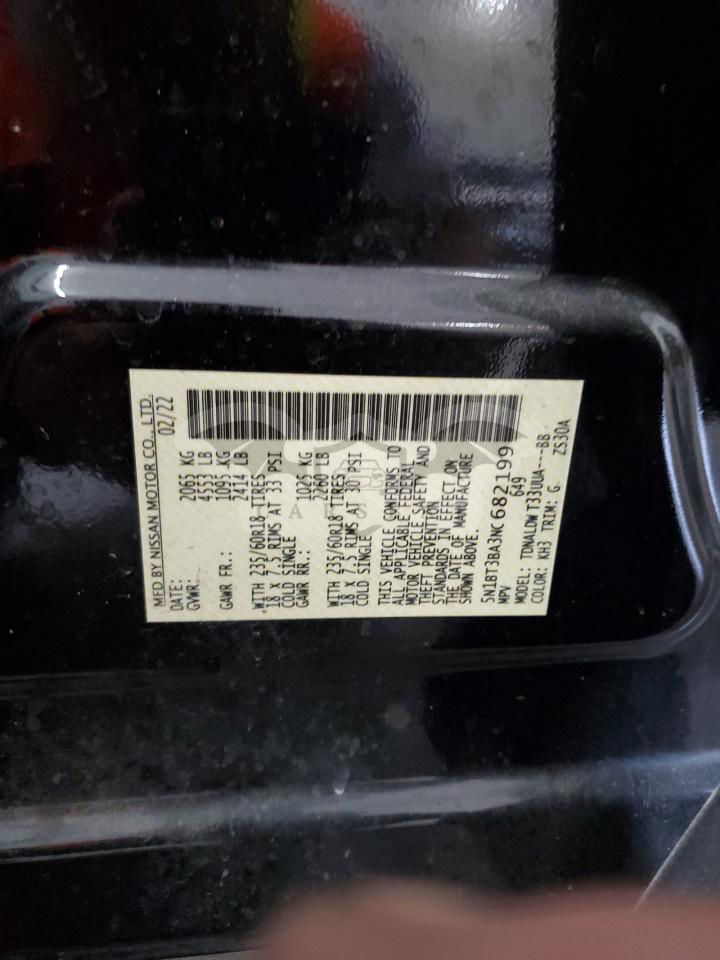 MFD BY NISSAN MOTOR CO., LTD.
DATE: 02/22
GVWR: 2065 KG
4553 LB
GAWR FR.: 1095 KG
2414 LB
WITH 235/60R18 TIRES
18 X 7.5 RIMS AT 33 PSI
COLD SINGLE
GAWR RR.: 1025 KG
2260 LB
WITH 235/60R18 TIRES
18 X 7.5 RIMS AT 30 PSI
COLD SINGLE
THIS VEHICLE CONFORMS TO
ALL APPLICABLE FEDERAL
MOTOR VEHICLE SAFETY AND
THEFT PREVENTION
STANDARDS IN EFFECT ON
THE DATE OF MANUFACTURE
SHOWN ABOVE.
5N1BT3BA3NC682199
MPV 649
MODEL: TDMALDW T33UUA---BB
COLOR: KH3 TRIM: G ZS30A